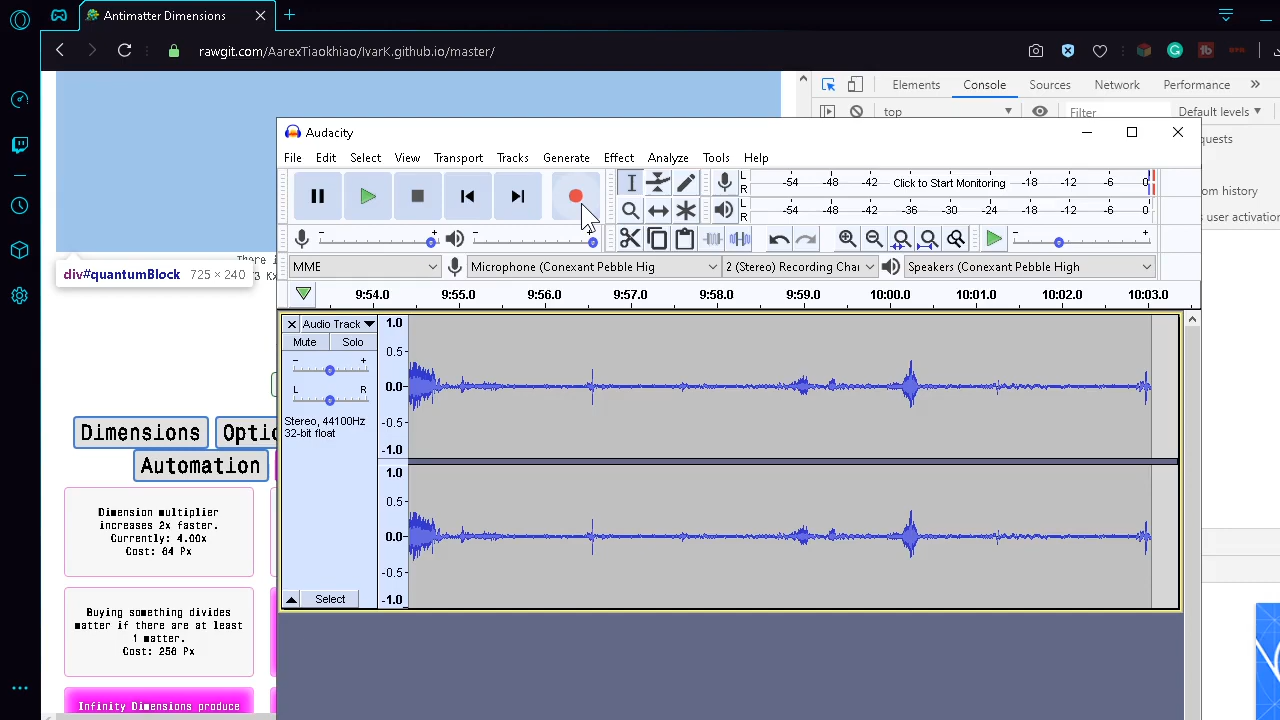 Antimatter Dimensions
rawgit.com/AarexTiaokhiao/IvarK.github.io/master/
Elements Console Sources Network Performance
top Filter Default levels
Audacity
File Edit Select View Transport Tracks Generate Effect Analyze Tools Help
L R -54 -48 -42 Click to Start Monitoring -18 -12 -6 0
L R -54 -48 -42 -36 -30 -24 -18 -12 -6 0
MME Microphone (Conexant Pebble Hig 2 (Stereo) Recording Chai Speakers (Conexant Pebble High
9:54.0 9:55.0 9:56.0 9:57.0 9:58.0 9:59.0 10:00.0 10:01.0 10:02.0 10:03.0
quests
om history
user activation
div#quantumBlock 725 × 240
There i
Audio Track
Mute Solo
L R
Stereo, 44100Hz
32-bit float
Select
1.0
0.5
0.0
-0.5
-1.0
1.0
0.5
0.0
-0.5
-1.0
Dimensions Optio
Automation
Dimension multiplier
increases 2x faster.
Currently: 4.00x
Cost: 64 Px
Buying something divides
matter if there are at least
1 matter.
Cost: 256 Px
Infinity Dimensions produce